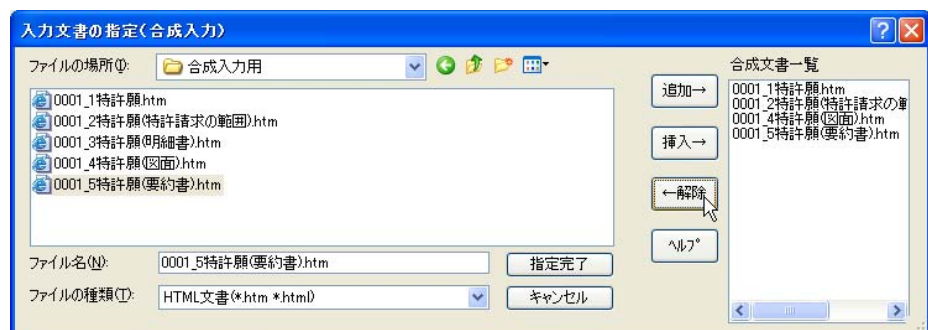 入力文書の指定(合成入力)
ファイルの場所(I):
合成入力用
0001_1特許願.htm
0001_2特許願(特許請求の範囲).htm
0001_3特許願(明細書).htm
0001_4特許願(図面).htm
0001_5特許願(要約書).htm
ファイル名(N):
0001_5特許願(要約書).htm
指定完了
ファイルの種類(T):
HTML文書(*.htm *.html)
キャンセル
追加→
挿入→
←解除
ヘルプ
合成文書一覧
0001_1特許願.htm
0001_2特許願(特許請求の範
0001_4特許願(図面).htm
0001_5特許願(要約書).htm